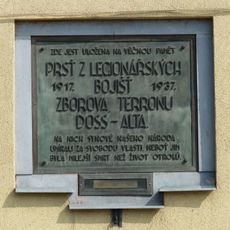 ZDE JEST ULOŽENA NA VĚČNOU PAMĚŤ
PRSŤ Z LEGIONÁŘSKÝCH
1917. BOJIŠŤ 1937.
ZBOROVA TERRONU
DOSS-ALTA.
NA NICH SYNOVÉ NAŠEHO NÁRODA
UMÍRALI ZA SVOBODU VLASTI, NEBOŤ JIM
BYLA MILEJŠÍ SMRT NEŽ ŽIVOT OTROKŮ.